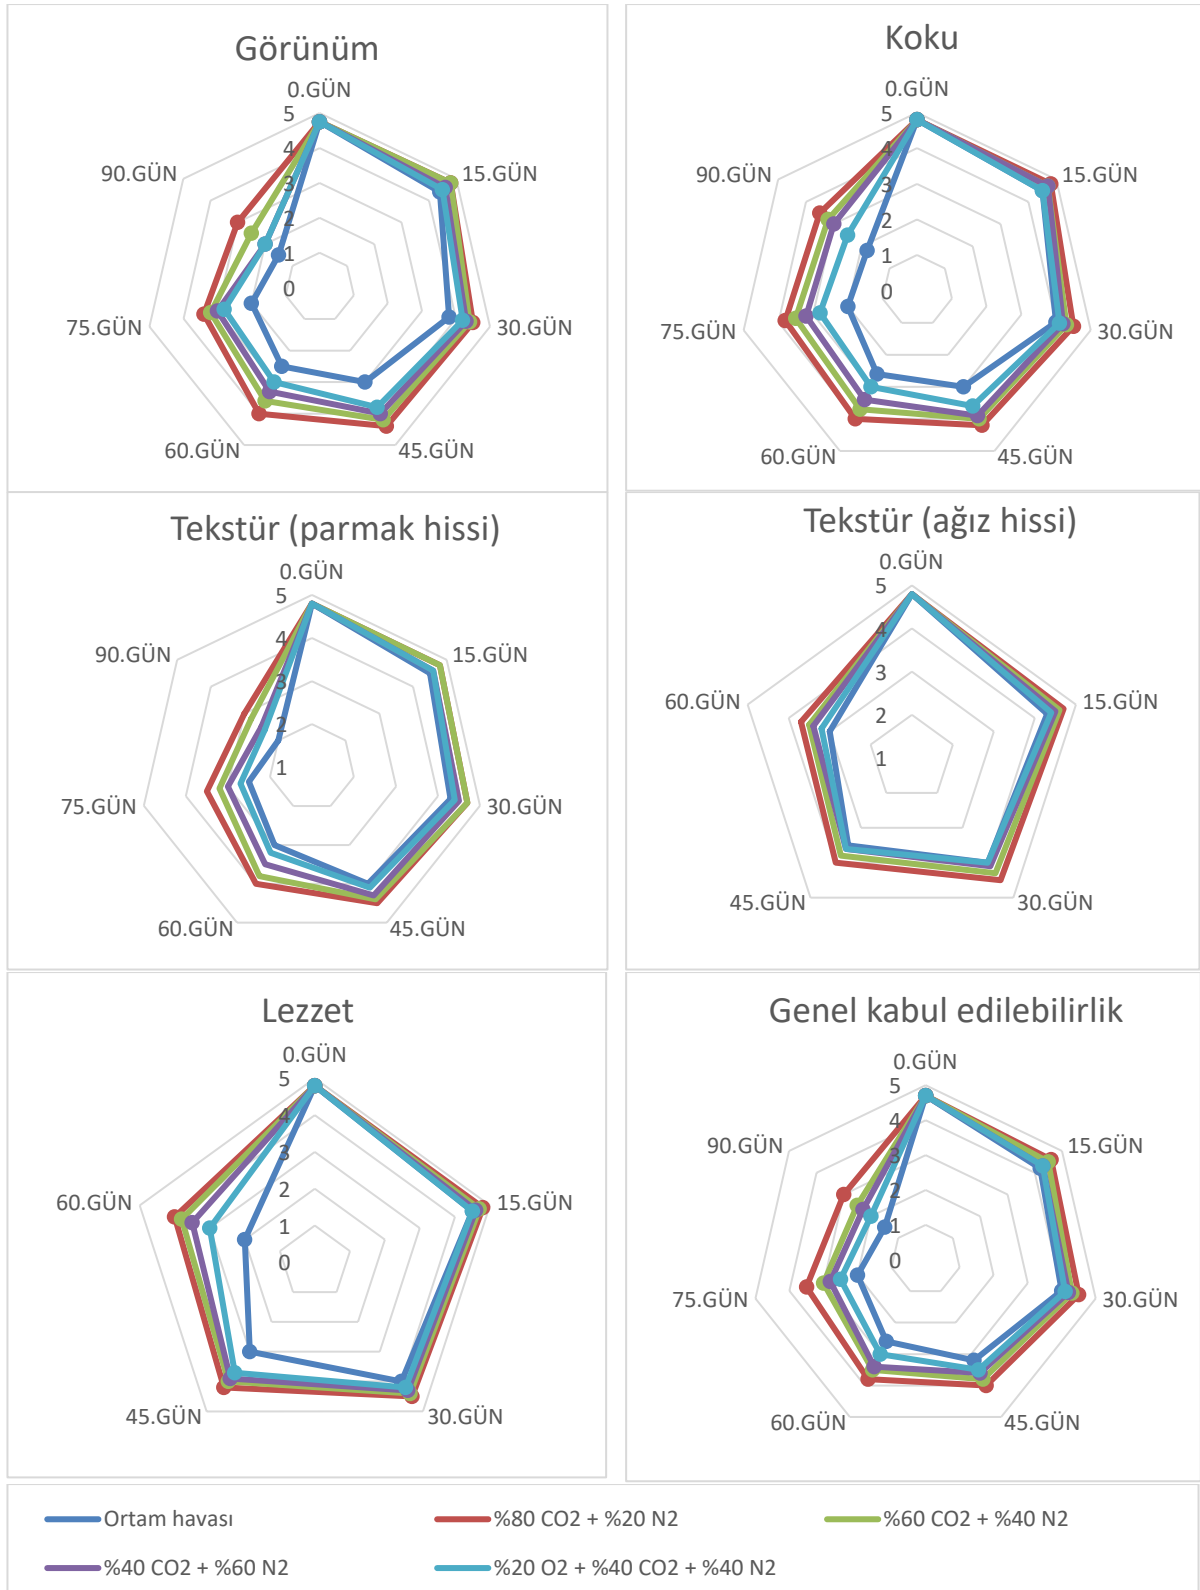 Görünüm
0.GÜN
5
4
3
2
1
0
15.GÜN
30.GÜN
45.GÜN
60.GÜN
75.GÜN
90.GÜN
Koku
0.GÜN
5
4
3
2
1
0
15.GÜN
30.GÜN
45.GÜN
60.GÜN
75.GÜN
90.GÜN
Tekstür (parmak hissi)
0.GÜN
5
4
3
2
1
15.GÜN
30.GÜN
45.GÜN
60.GÜN
75.GÜN
90.GÜN
Tekstür (ağız hissi)
0.GÜN
5
4
3
2
1
15.GÜN
30.GÜN
45.GÜN
60.GÜN
Lezzet
0.GÜN
5
4
3
2
1
0
15.GÜN
30.GÜN
45.GÜN
60.GÜN
Genel kabul edilebilirlik
0.GÜN
5
4
3
2
1
0
15.GÜN
30.GÜN
45.GÜN
60.GÜN
75.GÜN
90.GÜN
Ortam havası
%80 CO2 + %20 N2
%60 CO2 + %40 N2
%40 CO2 + %60 N2
%20 O2 + %40 CO2 + %40 N2